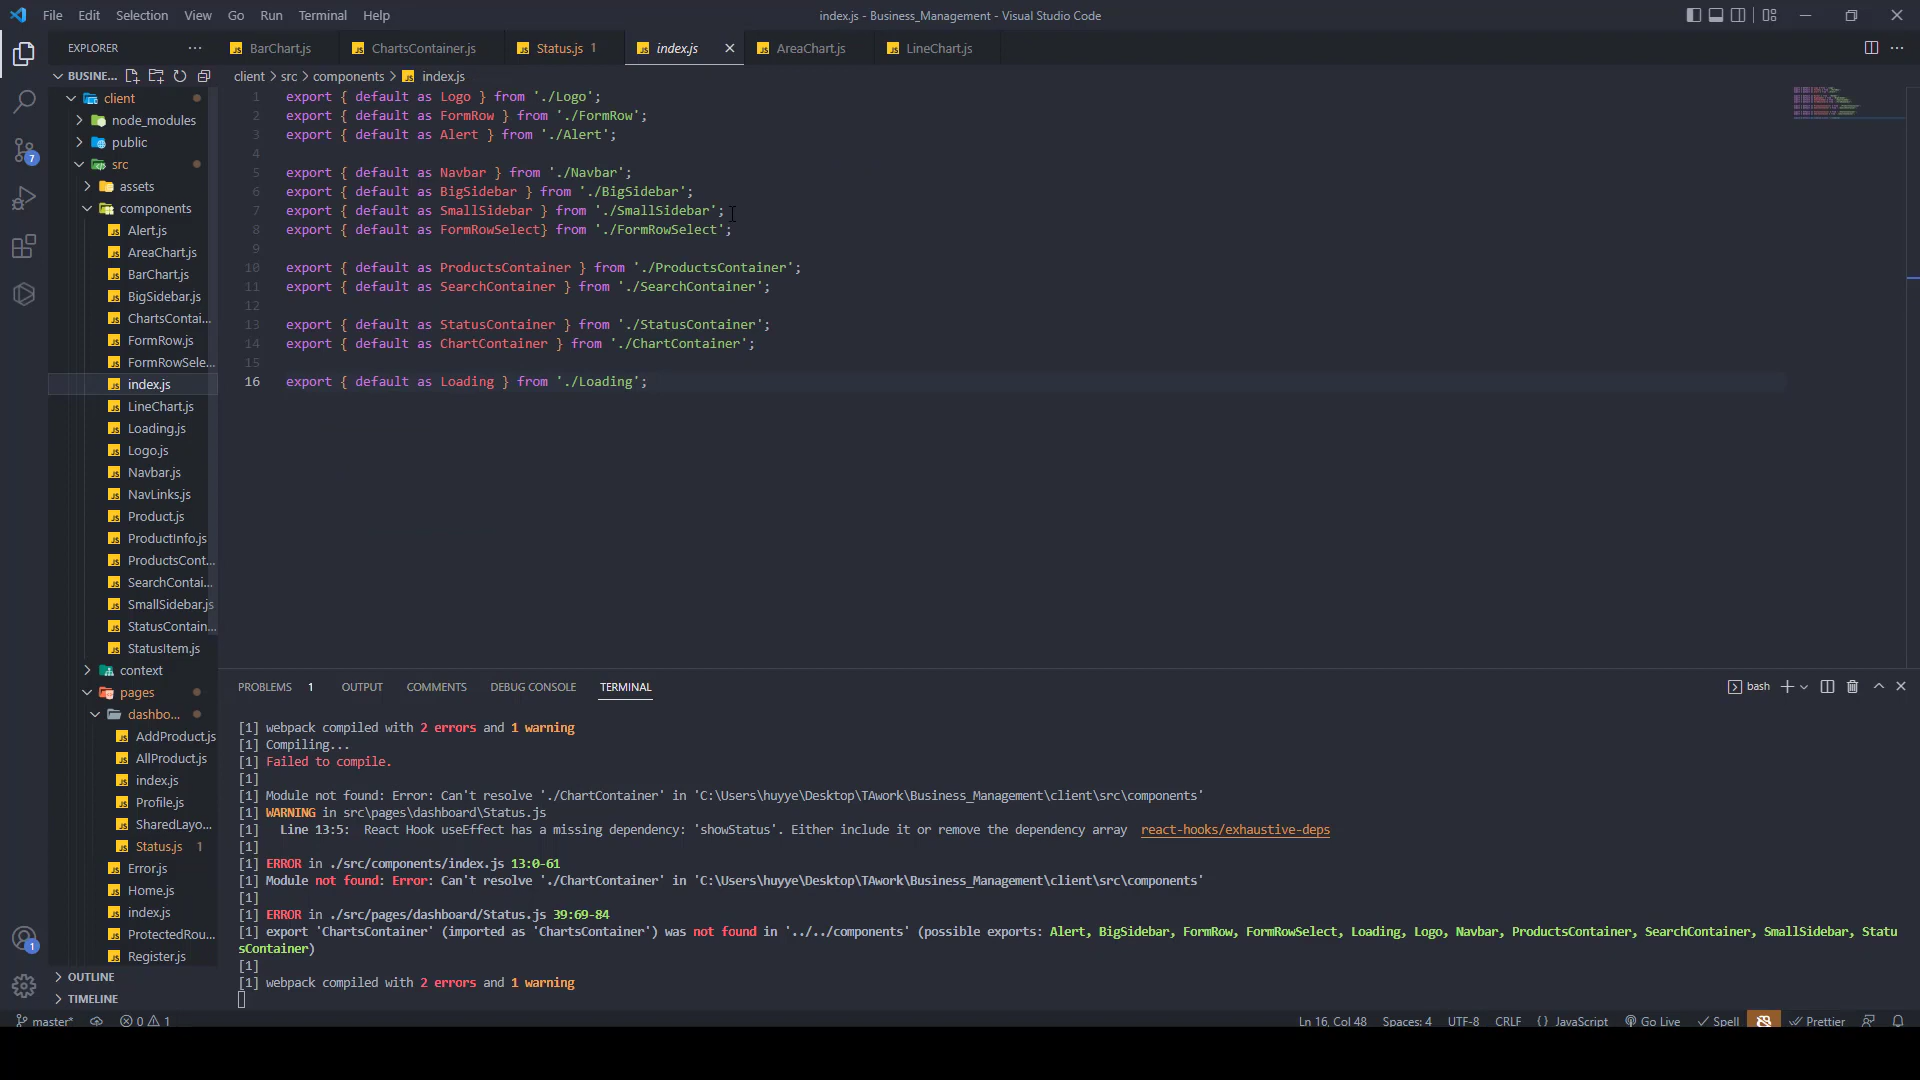 File Edit Selection View Go Run Terminal Help
index.js - Business_Management - Visual Studio Code
EXPLORER
BarChart.js ChartsContainer.js Status.js 1 index.js AreaChart.js LineChart.js
BUSINE...
client > src > components > index.js
client
node_modules
public
src
assets
components
Alert.js
AreaChart.js
BarChart.js
BigSidebar.js
ChartsContai...
FormRow.js
FormRowSele...
index.js
LineChart.js
Loading.js
Logo.js
Navbar.js
NavLinks.js
Product.js
ProductInfo.js
ProductsCont...
SearchContai...
SmallSidebar.js
StatusContain...
StatusItem.js
context
pages
dashbo...
AddProduct.js
AllProduct.js
index.js
Profile.js
SharedLayo...
Status.js 1
Error.js
Home.js
index.js
ProtectedRou...
Register.js
OUTLINE
TIMELINE
7
1
1 export { default as Logo } from './Logo';
2 export { default as FormRow } from './FormRow';
3 export { default as Alert } from './Alert';
4
5 export { default as Navbar } from './Navbar';
6 export { default as BigSidebar } from './BigSidebar';
7 export { default as SmallSidebar } from './SmallSidebar';
8 export { default as FormRowSelect} from './FormRowSelect';
9
10 export { default as ProductsContainer } from './ProductsContainer';
11 export { default as SearchContainer } from './SearchContainer';
12
13 export { default as StatusContainer } from './StatusContainer';
14 export { default as ChartContainer } from './ChartContainer';
15
16 export { default as Loading } from './Loading';
PROBLEMS 1 OUTPUT COMMENTS DEBUG CONSOLE TERMINAL
bash
[1] webpack compiled with 2 errors and 1 warning
[1] Compiling...
[1] Failed to compile.
[1]
[1] Module not found: Error: Can't resolve './ChartContainer' in 'C:\Users\huyye\Desktop\TAwork\Business_Management\client\src\components'
[1] WARNING in src\pages\dashboard\Status.js
[1] Line 13:5: React Hook useEffect has a missing dependency: 'showStatus'. Either include it or remove the dependency array react-hooks/exhaustive-deps
[1]
[1] ERROR in ./src/components/index.js 13:0-61
[1] Module not found: Error: Can't resolve './ChartContainer' in 'C:\Users\huyye\Desktop\TAwork\Business_Management\client\src\components'
[1]
[1] ERROR in ./src/pages/dashboard/Status.js 39:69-84
[1] export 'ChartsContainer' (imported as 'ChartsContainer') was not found in '../../components' (possible exports: Alert, BigSidebar, FormRow, FormRowSelect, Loading, Logo, Navbar, ProductsContainer, SearchContainer, SmallSidebar, Statu
sContainer)
[1]
[1] webpack compiled with 2 errors and 1 warning
master* 0 1 Ln 16, Col 48 Spaces: 4 UTF-8 CRLF {} JavaScript Go Live Spell Prettier